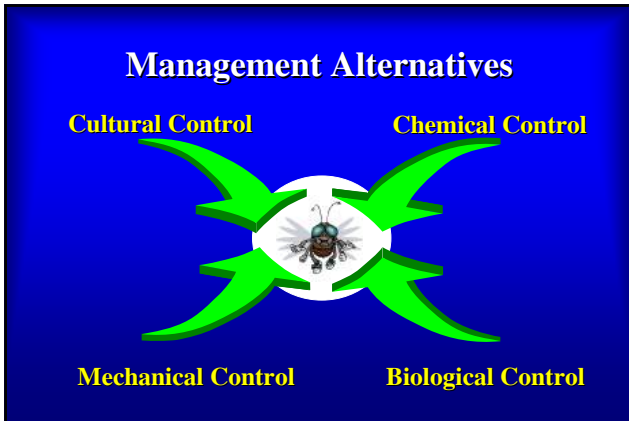 Management Alternatives
Cultural Control
Chemical Control
Mechanical Control
Biological Control